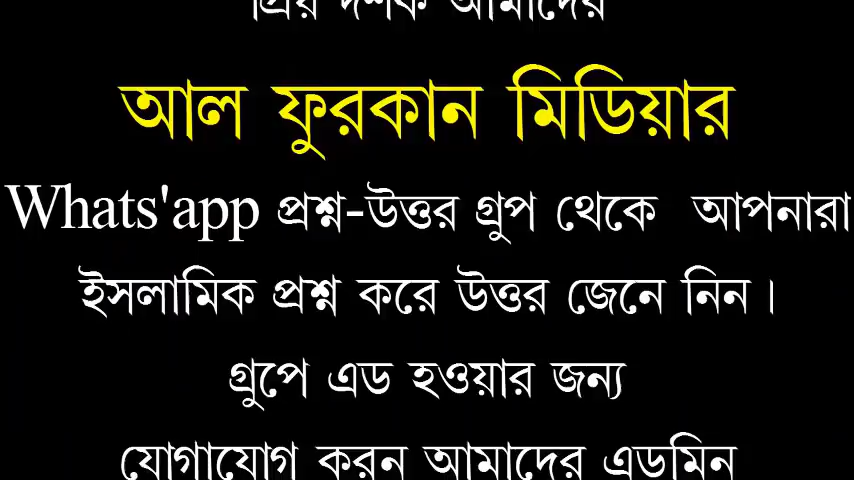 প্রিয় দর্শক আমাদের
আল ফুরকান মিডিয়ার
Whats'app প্রশ্ন-উত্তর গ্রুপ থেকে আপনারা
ইসলামিক প্রশ্ন করে উত্তর জেনে নিন।
গ্রুপে এড হওয়ার জন্য
যোগাযোগ করুন আমাদের এডমিন